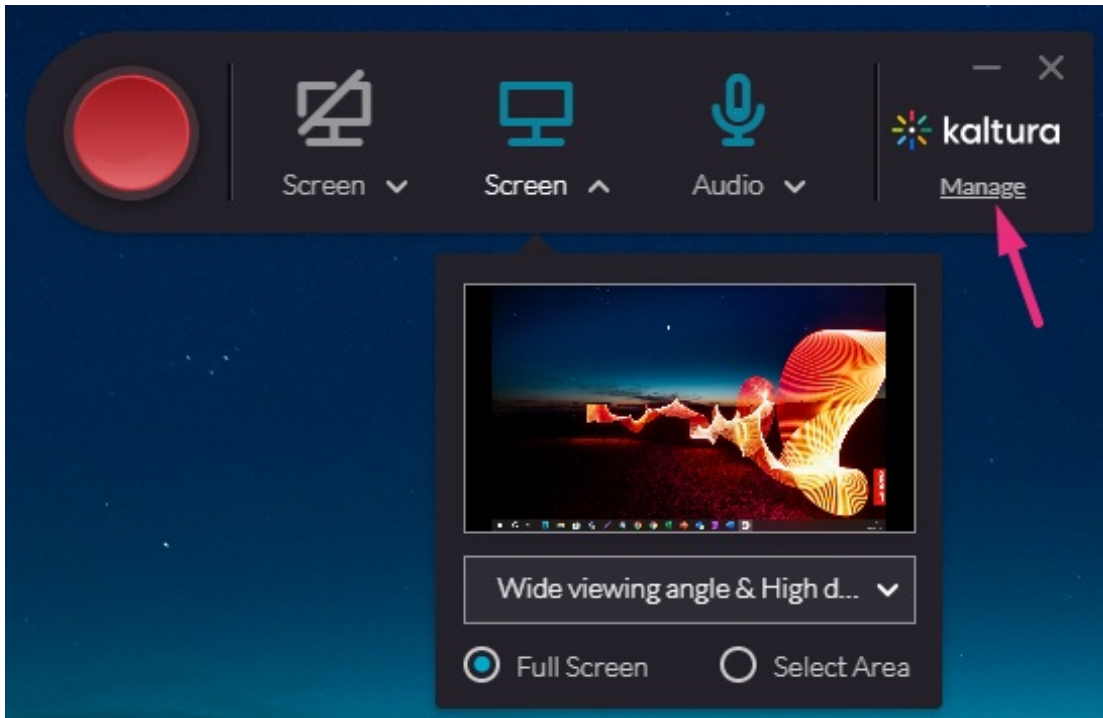 Screen
Screen
Audio
kaltura
Manage
Wide viewing angle & High d...
Full Screen
Select Area